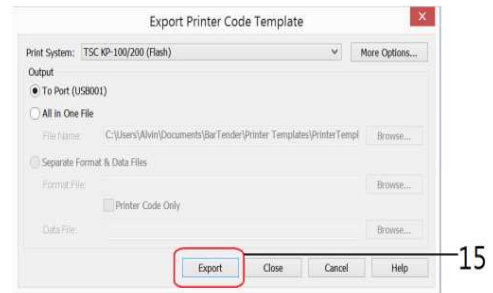 Export Printer Code Template
Print System: TSC KP-100/200 (Flash) More Options...
Output
To Port (USB001)
All in One File
File Name: C:\Users\Alvin\Documents\BarTender\Printer Templates\PrinterTempl Browse...
Separate Format & Data Files
Format File: Browse...
Printer Code Only
Data File: Browse...
Export Close Cancel Help
15